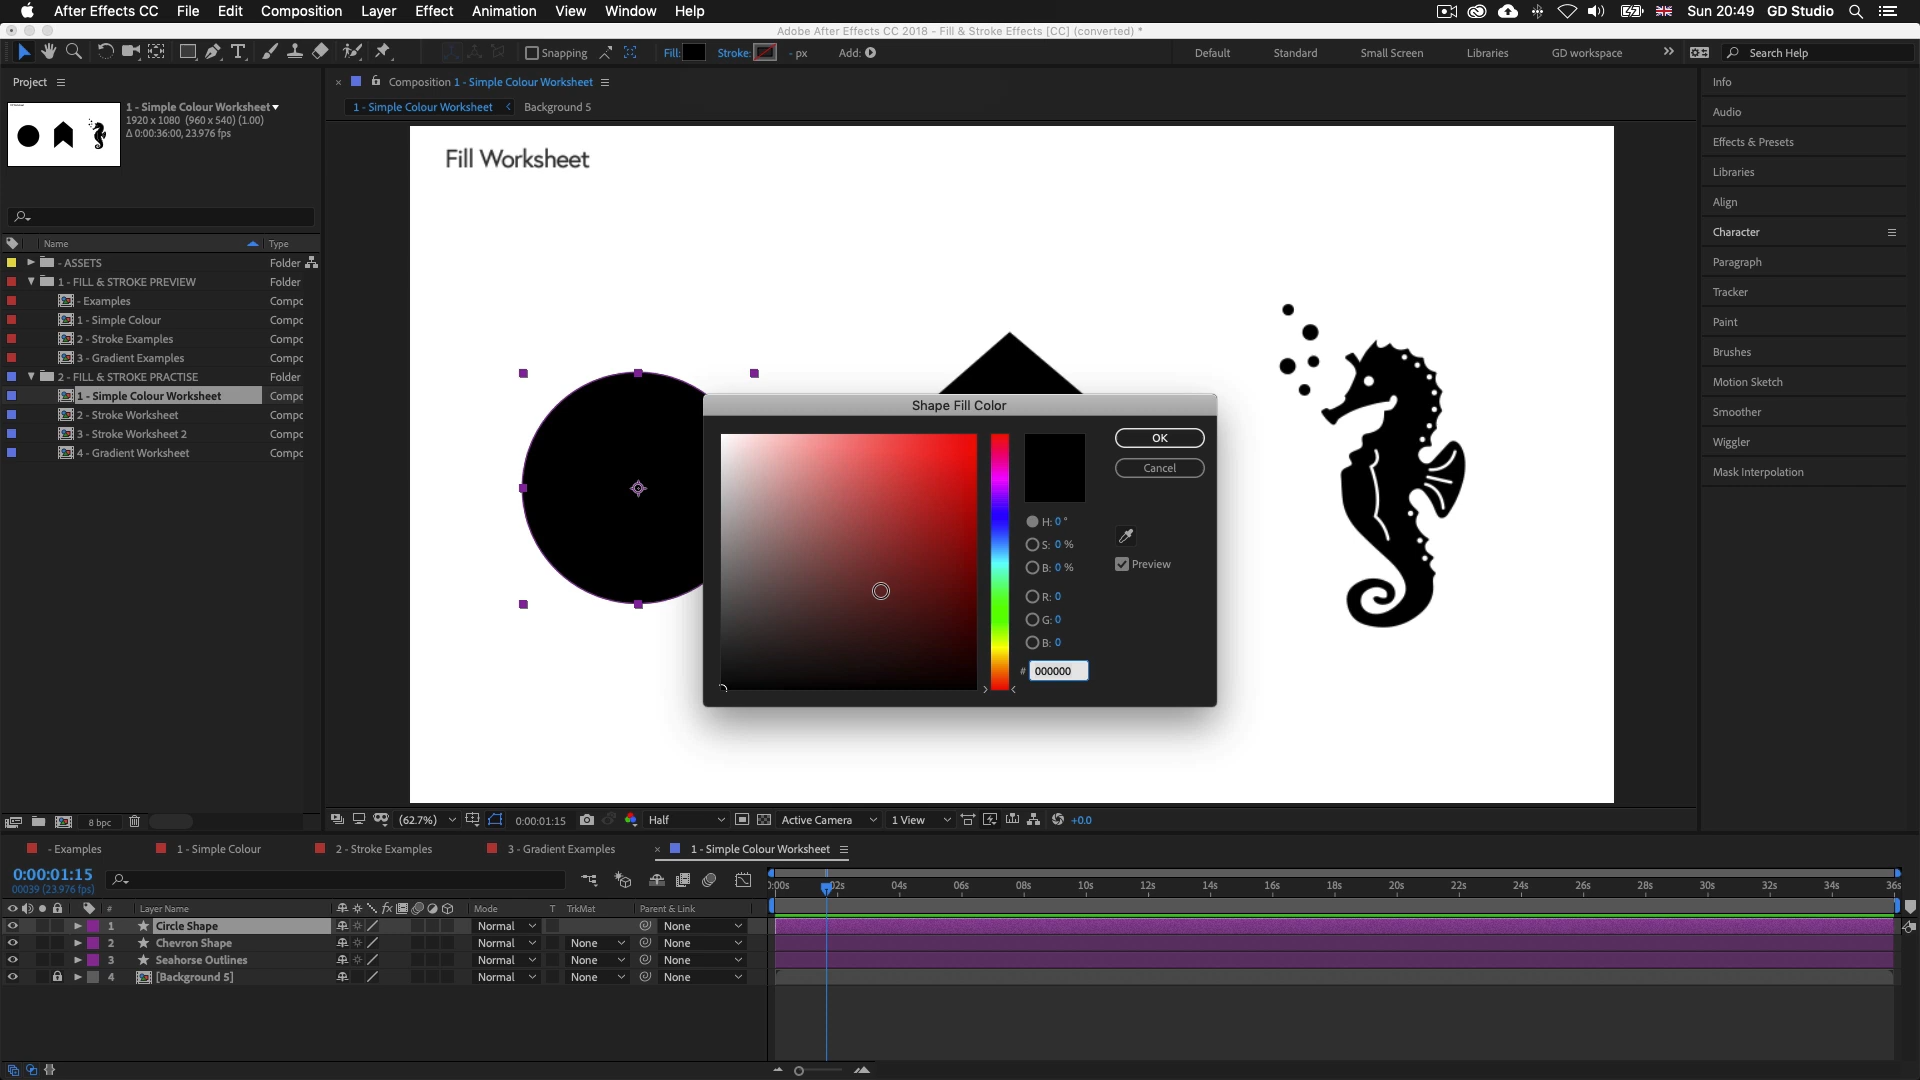 After Effects CC File Edit Composition Layer Effect Animation View Window Help Sun 20:49 GD Studio
Adobe After Effects CC 2018 - Fill & Stroke Effects [CC] (converted) *
Snapping Fill: Stroke: - px Add: Default Standard Small Screen Libraries GD workspace Search Help
Project
Composition 1 - Simple Colour Worksheet
1 - Simple Colour Worksheet
1920 x 1080 (960 x 540) (1.00)
Δ 0:00:36:00, 23.976 fps
1 - Simple Colour Worksheet Background 5
Name Type
- ASSETS Folder
1 - FILL & STROKE PREVIEW Folder
- Examples Compc
1 - Simple Colour Compc
2 - Stroke Examples Compc
3 - Gradient Examples Compc
2 - FILL & STROKE PRACTISE Folder
1 - Simple Colour Worksheet Compc
2 - Stroke Worksheet Compc
3 - Stroke Worksheet 2 Compc
4 - Gradient Worksheet Compc
8 bpc
Fill Worksheet
Shape Fill Color
OK
Cancel
H: 0 °
S: 0 %
B: 0 %
Preview
R: 0
G: 0
B: 0
# 000000
Info
Audio
Effects & Presets
Libraries
Align
Character
Paragraph
Tracker
Paint
Brushes
Motion Sketch
Smoother
Wiggler
Mask Interpolation
(62.7%) 0:00:01:15 Half Active Camera 1 View +0.0
- Examples 1 - Simple Colour 2 - Stroke Examples 3 - Gradient Examples 1 - Simple Colour Worksheet
0:00:01:15
00039 (23.976 fps)
# Layer Name Mode T TrkMat Parent & Link
):00s 02s 04s 06s 08s 10s 12s 14s 16s 18s 20s 22s 24s 26s 28s 30s 32s 34s 36s
1 Circle Shape Normal None
2 Chevron Shape Normal None None
3 Seahorse Outlines Normal None None
4 [Background 5] Normal None None